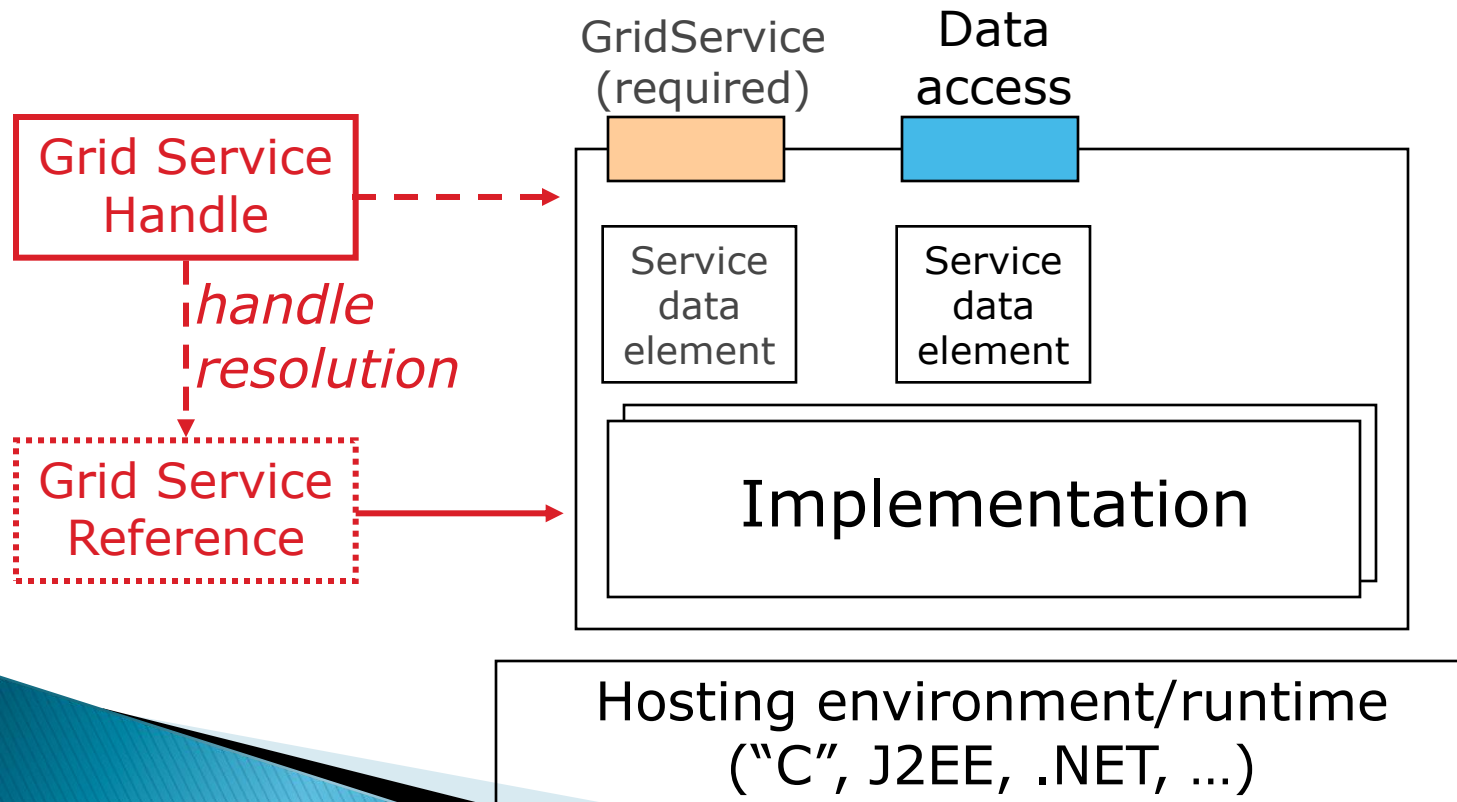 GridService
(required)
Data
access
Grid Service
Handle
handle
resolution
Grid Service
Reference
Service
data
element
Service
data
element
Implementation
Hosting environment/runtime
(“C”, J2EE, .NET, …)